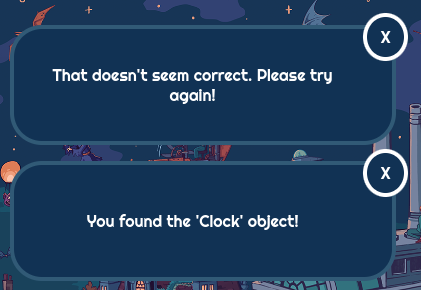 X
That doesn't seem correct. Please try
again!
X
You found the 'Clock' object!